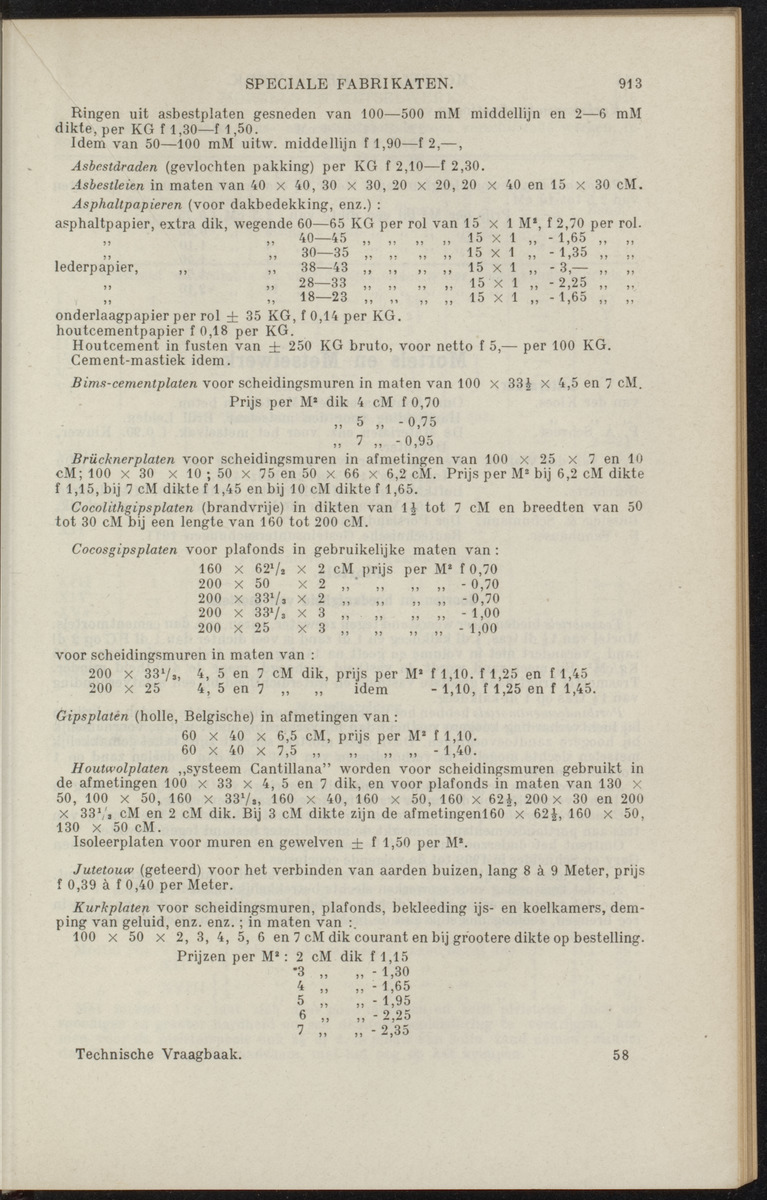 SPECIALE FABRIKATEN. 913
Ringen uit asbestplaten gesneden van 100—500 mM middellijn en 2—6 mM
dikte, per KG f 1,30—f 1,50.
Idem van 50—100 mM uitw. middellijn f 1,90—f 2,—,
Asbestdraden (gevlochten pakking) per KG f 2,10—f 2,30.
Asbestleien in maten van 40 × 40, 30 × 30, 20 × 20, 20 × 40 en 15 × 30 cM.
Asphaltpapieren (voor dakbedekking, enz.) :
asphaltpapier, extra dik, wegende 60—65 KG per rol van 15 × 1 M², f 2,70 per rol.
„ „ 40—45 „ „ „ „ 15 × 1 „ - 1,65 „ „
„ „ 30—35 „ „ „ „ 15 × 1 „ - 1,35 „ „
lederpapier, „ „ 38—43 „ „ „ „ 15 × 1 „ - 3,— „ „
„ „ 28—33 „ „ „ „ 15 × 1 „ - 2,25 „ „
„ „ 18—23 „ „ „ „ 15 × 1 „ - 1,65 „ „
onderlaagpapier per rol ± 35 KG, f 0,14 per KG.
houtcementpapier f 0,18 per KG.
Houtcement in fusten van ± 250 KG bruto, voor netto f 5,— per 100 KG.
Cement-mastiek idem.
Bims-cementplaten voor scheidingsmuren in maten van 100 × 33½ × 4,5 en 7 cM.
Prijs per M² dik 4 cM f 0,70
„ 5 „ - 0,75
„ 7 „ - 0,95
Brücknerplaten voor scheidingsmuren in afmetingen van 100 × 25 × 7 en 10
cM; 100 × 30 × 10 ; 50 × 75 en 50 × 66 × 6,2 cM. Prijs per M² bij 6,2 cM dikte
f 1,15, bij 7 cM dikte f 1,45 en bij 10 cM dikte f 1,65.
Cocolithgipsplaten (brandvrije) in dikten van 1½ tot 7 cM en breedten van 50
tot 30 cM bij een lengte van 160 tot 200 cM.
Cocosgipsplaten voor plafonds in gebruikelijke maten van :
160 × 62¹/₂ × 2 cM prijs per M² f 0,70
200 × 50 × 2 „ „ „ „ - 0,70
200 × 33¹/₃ × 2 „ „ „ „ - 0,70
200 × 33¹/₃ × 3 „ „ „ „ - 1,00
200 × 25 × 3 „ „ „ „ - 1,00
voor scheidingsmuren in maten van :
200 × 33¹/₃, 4, 5 en 7 cM dik, prijs per M² f 1,10. f 1,25 en f 1,45
200 × 25 4, 5 en 7 „ „ idem - 1,10, f 1,25 en f 1,45.
Gipsplaten (holle, Belgische) in afmetingen van :
60 × 40 × 6,5 cM, prijs per M² f 1,10.
60 × 40 × 7,5 „ „ „ „ - 1,40.
Houtwolplaten „systeem Cantillana” worden voor scheidingsmuren gebruikt in
de afmetingen 100 × 33 × 4, 5 en 7 dik, en voor plafonds in maten van 130 ×
50, 100 × 50, 160 × 33¹/₃, 160 × 40, 160 × 50, 160 × 62½, 200 × 30 en 200
× 33¹/₃ cM en 2 cM dik. Bij 3 cM dikte zijn de afmetingen160 × 62½, 160 × 50,
130 × 50 cM.
Isoleerplaten voor muren en gewelven ± f 1,50 per M².
Jutetouw (geteerd) voor het verbinden van aarden buizen, lang 8 à 9 Meter, prijs
f 0,39 à f 0,40 per Meter.
Kurkplaten voor scheidingsmuren, plafonds, bekleeding ijs- en koelkamers, dem-
ping van geluid, enz. enz. ; in maten van :
100 × 50 × 2, 3, 4, 5, 6 en 7 cM dik courant en bij grootere dikte op bestelling.
Prijzen per M² : 2 cM dik f 1,15
3 „ „ - 1,30
4 „ „ - 1,65
5 „ „ - 1,95
6 „ „ - 2,25
7 „ „ - 2,35
Technische Vraagbaak. 58